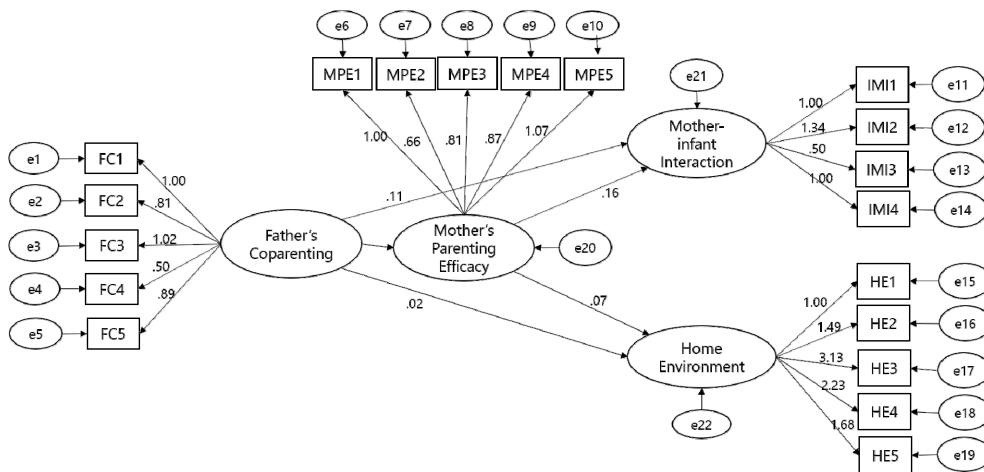 e6
e7
e8
e9
e10
MPE1
MPE2
MPE3
MPE4
MPE5
1.00
.66
.81
.87
1.07
e21
Mother-
infant
Interaction
1.00
1.34
.50
1.00
IMI1
IMI2
IMI3
IMI4
e11
e12
e13
e14
e1
e2
e3
e4
e5
FC1
FC2
FC3
FC4
FC5
1.00
.81
1.02
.50
.89
Father's
Coparenting
.11
.02
Mother's
Parenting
Efficacy
e20
.16
.07
Home
Environment
e22
1.00
1.49
3.13
2.23
1.68
HE1
HE2
HE3
HE4
HE5
e15
e16
e17
e18
e19